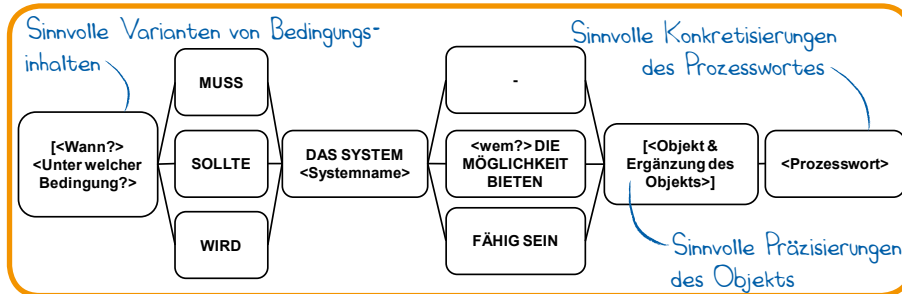 Sinnvolle Varianten von Bedingungs-
inhalten
Sinnvolle Konkretisierungen
des Prozesswortes
[<Wann?>
<Unter welcher
Bedingung?>
MUSS
SOLLTE
WIRD
DAS SYSTEM
<Systemname>
-
<wem?> DIE
MÖGLICHKEIT
BIETEN
FÄHIG SEIN
[<Objekt &
Ergänzung des
Objekts>]
<Prozesswort>
Sinnvolle Präzisierungen
des Objekts